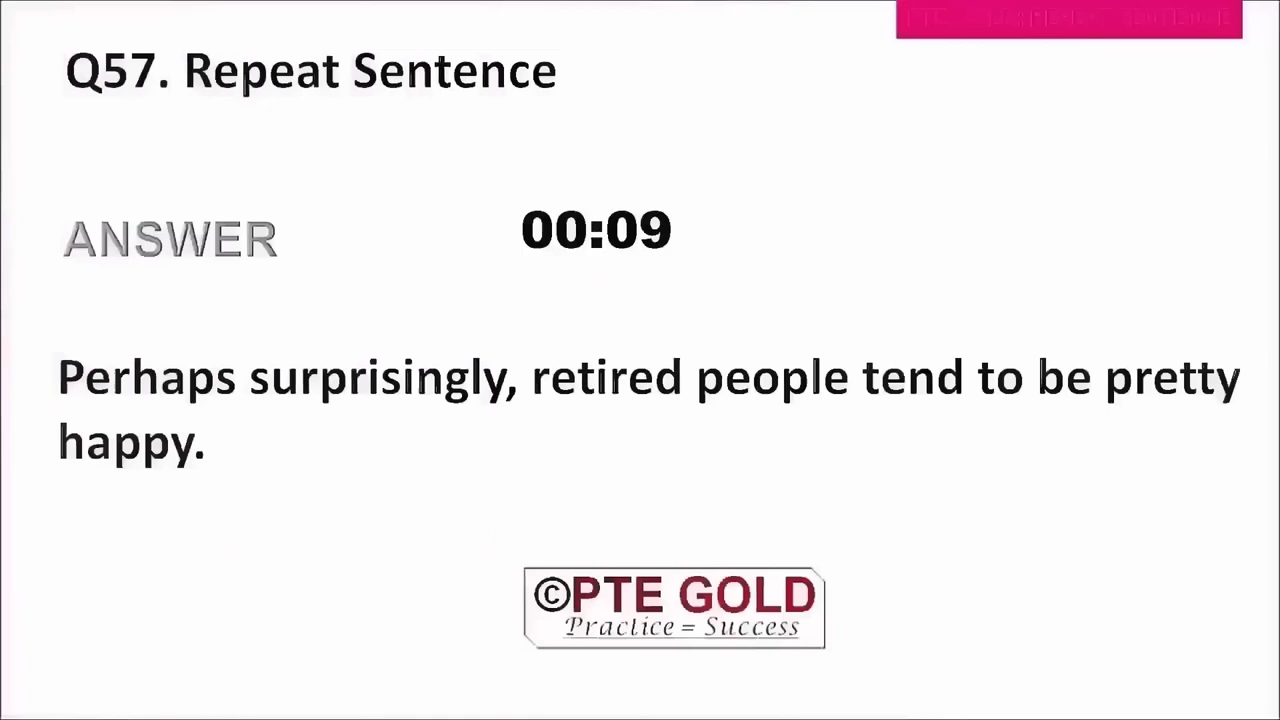 Q57. Repeat Sentence
ANSWER
00:09
Perhaps surprisingly, retired people tend to be pretty
happy.
©PTE GOLD
Practice = Success